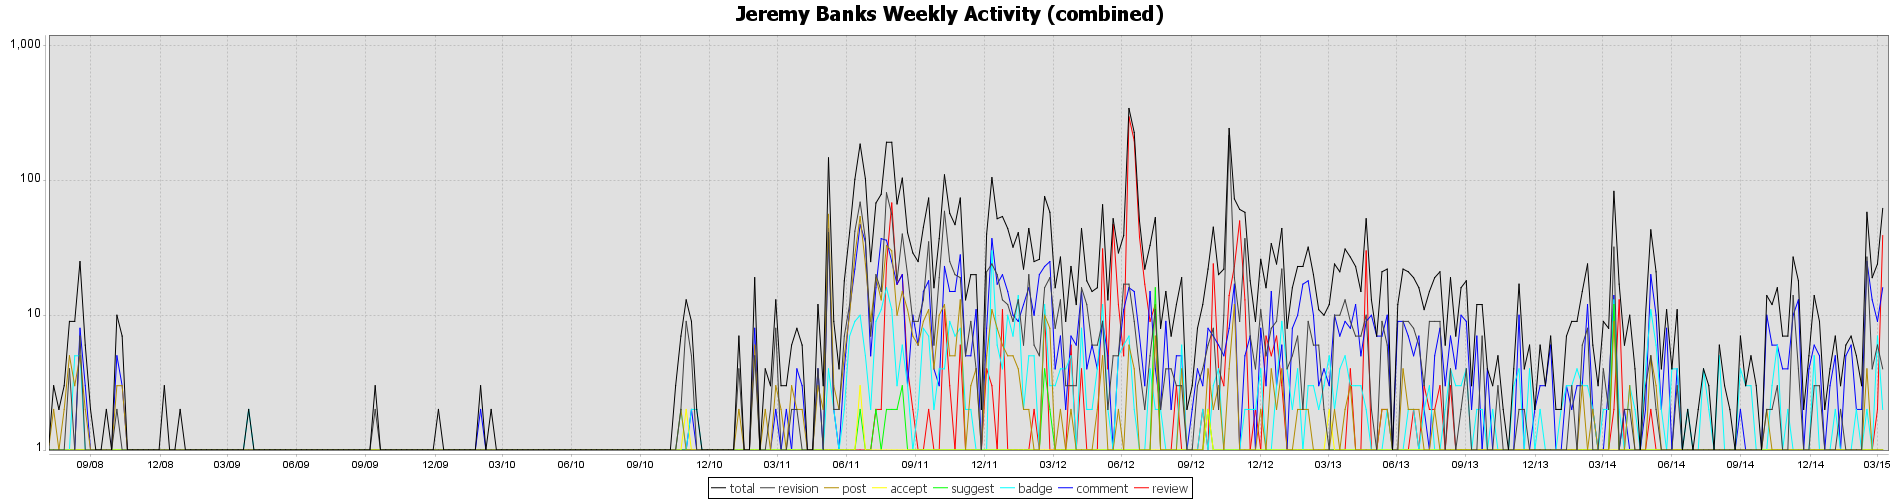 Jeremy Banks Weekly Activity (combined)
1,000
100
10
1
09/08 12/08 03/09 06/09 09/09 12/09 03/10 06/10 09/10 12/10 03/11 06/11 09/11 12/11 03/12 06/12 09/12 12/12 03/13 06/13 09/13 12/13 03/14 06/14 09/14 12/14 03/15
total revision post accept suggest badge comment review